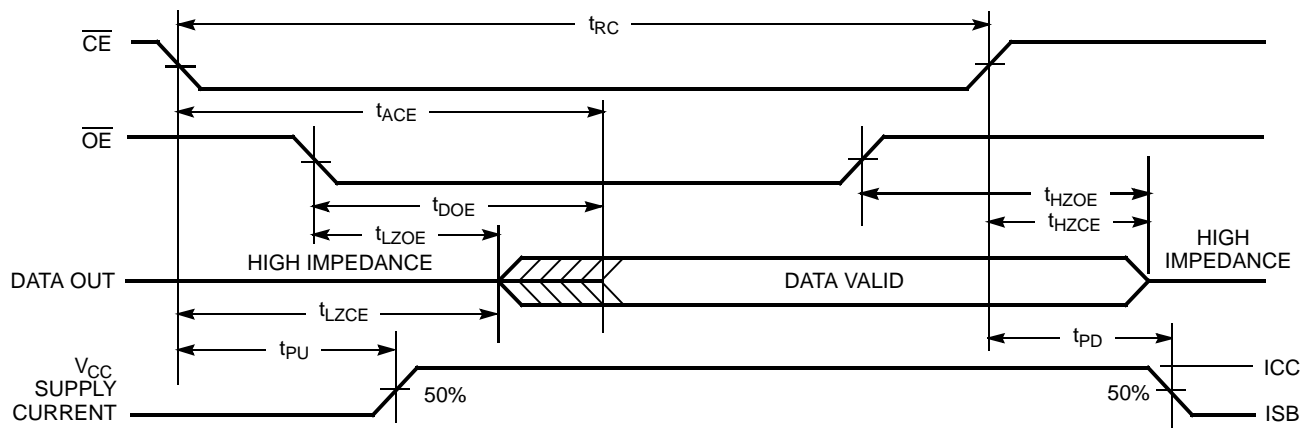 tRC
CE
tACE
OE
tHZOE
tDOE
tHZCE
tLZOE
HIGH
IMPEDANCE
HIGH IMPEDANCE
DATA OUT
DATA VALID
tLZCE
tPU
tPD
VCC
SUPPLY
CURRENT
50%
50%
ICC
ISB